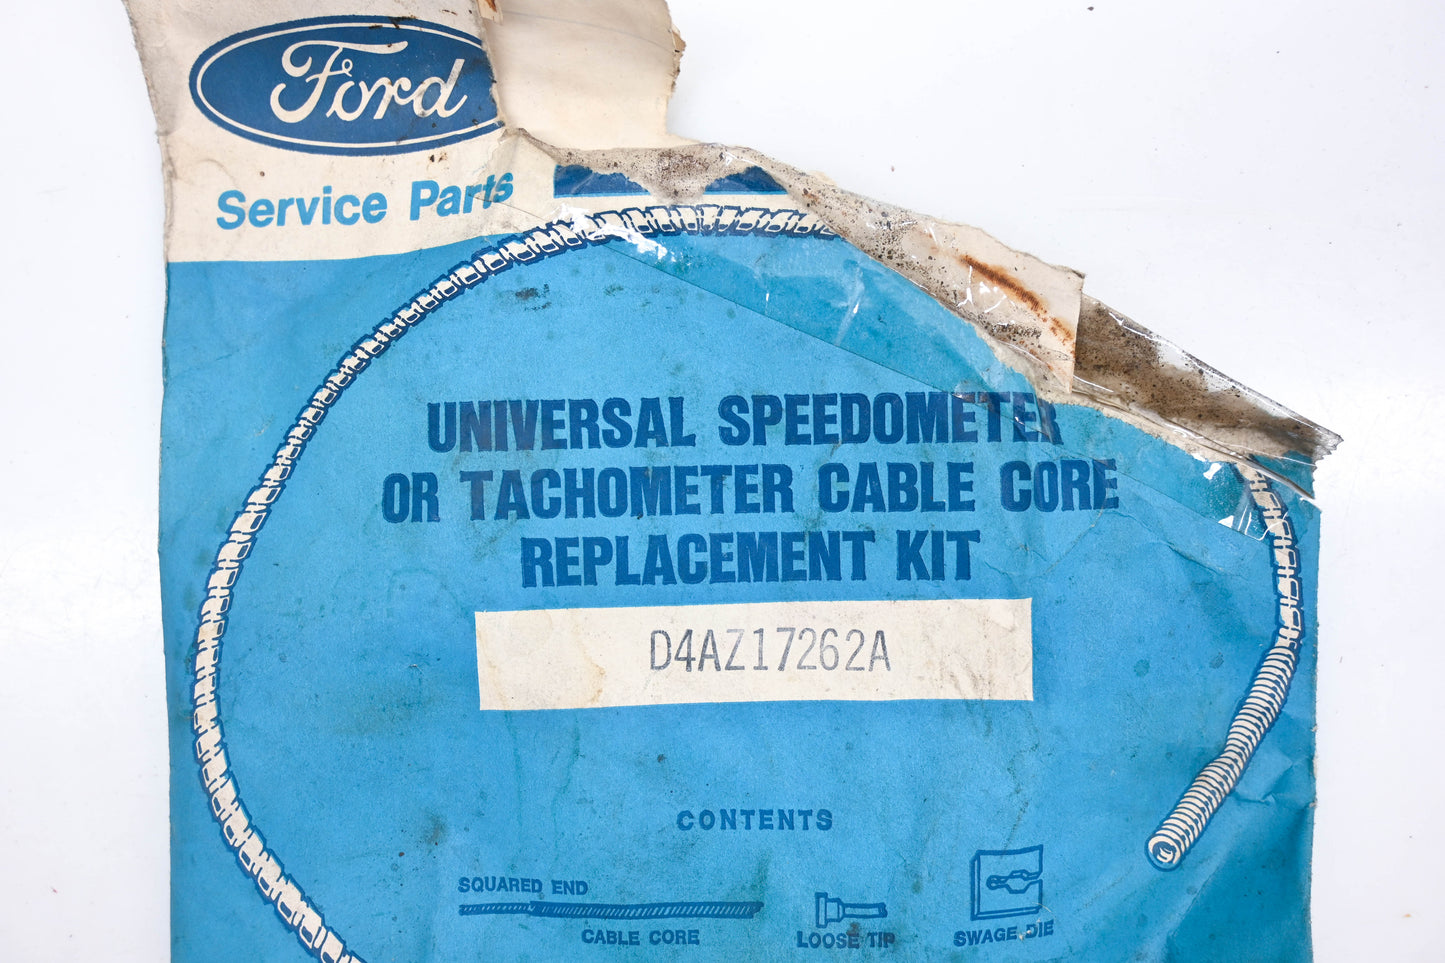 Ford
Service Parts
UNIVERSAL SPEEDOMETER
OR TACHOMETER CABLE CORE
REPLACEMENT KIT
D4AZ17262A
CONTENTS
SQUARED END
CABLE CORE
LOOSE TIP
SWAGE DIE